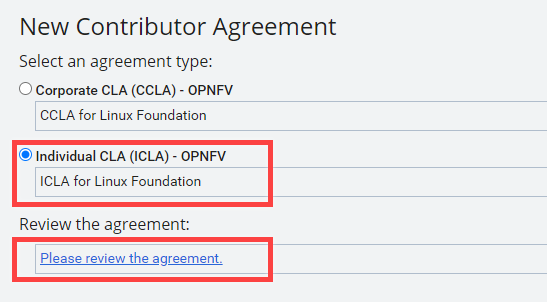 New Contributor Agreement
Select an agreement type:
Corporate CLA (CCLA) - OPNFV
CCLA for Linux Foundation
Individual CLA (ICLA) - OPNFV
ICLA for Linux Foundation
Review the agreement:
Please review the agreement.